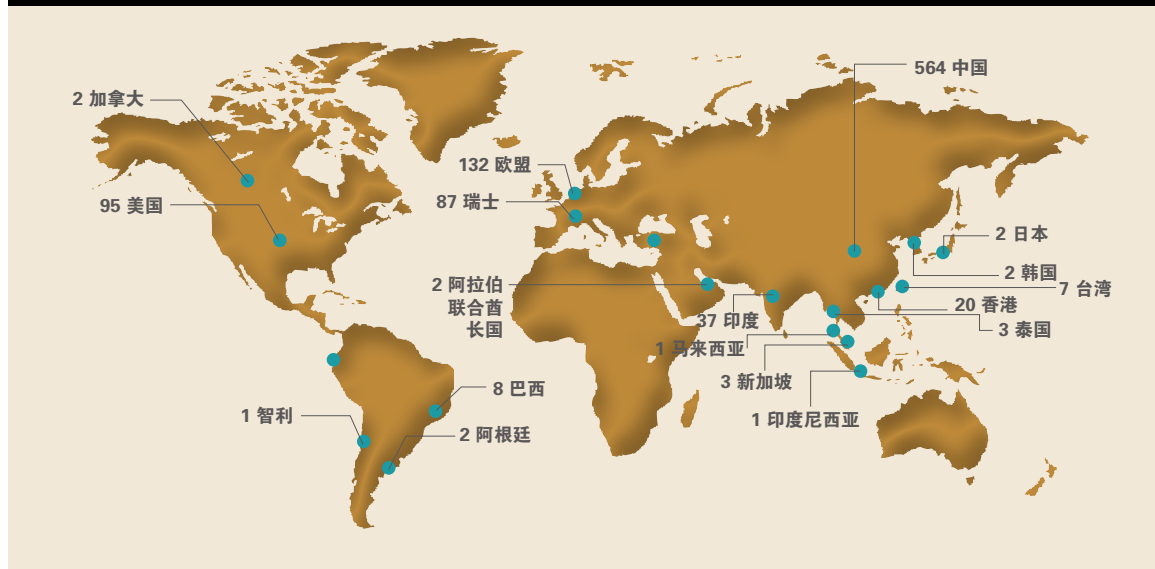 564 中国
2 加拿大
132 欧盟
87 瑞士
95 美国
2 日本
2 韩国
7 台湾
2 阿拉伯
联合酋
长国
20 香港
37 印度
3 泰国
1 马来西亚
3 新加坡
8 巴西
1 智利
1 印度尼西亚
2 阿根廷